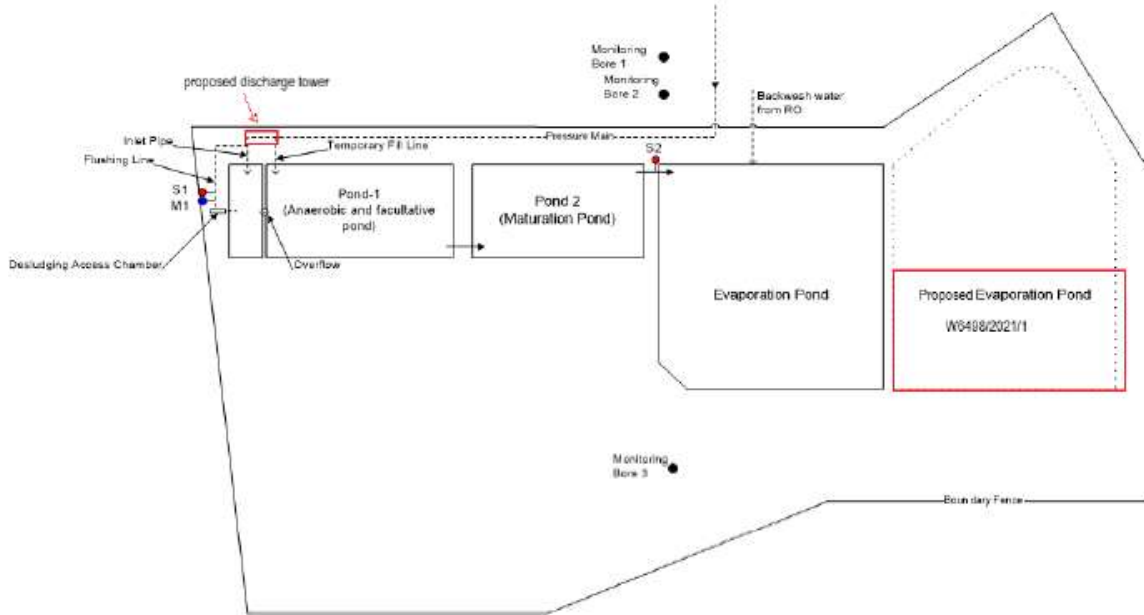 Monitoring
Bore 1
Monitoring
Bore 2
proposed discharge tower
Backwash water
from RO
Inlet Pipe
Pressure Main
Temporary Fill Line
Flushing Line
S2
S1
M1
Pond-1
(Anaerobic and facultative
pond)
Pond 2
(Maturation Pond)
Desludging Access Chamber
Overflow
Evaporation Pond
Proposed Evaporation Pond
W6498/2021/1
Monitoring
Bore 3
Boundary Fence